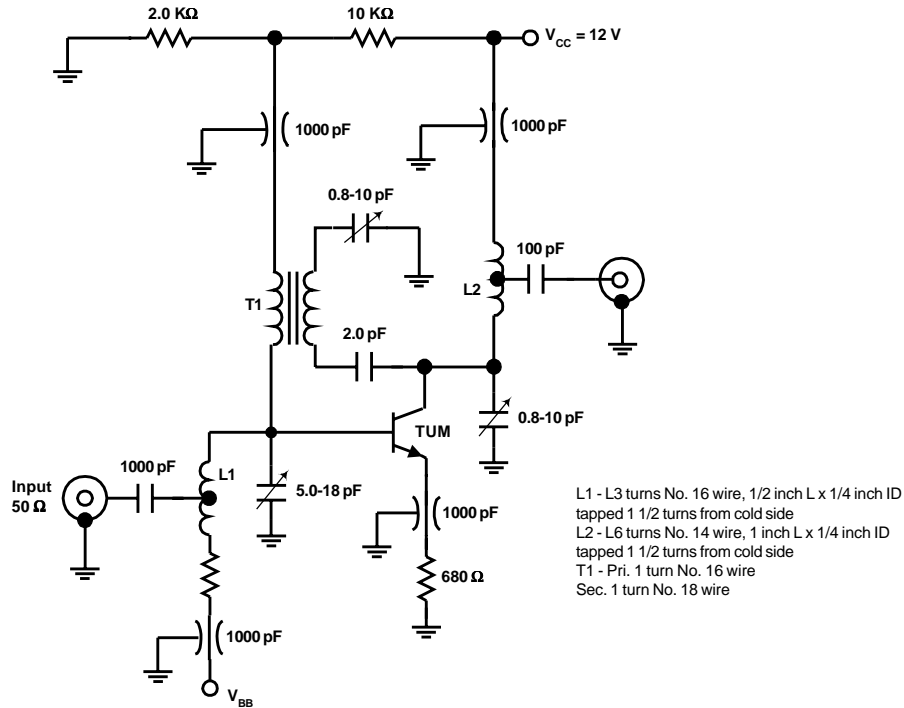 2.0 KΩ
10 KΩ
V_CC = 12 V
1000 pF
1000 pF
0.8-10 pF
100 pF
T1
L2
2.0 pF
0.8-10 pF
TUM
1000 pF
L1
Input
50 Ω
5.0-18 pF
1000 pF
680 Ω
1000 pF
V_BB
L1 - L3 turns No. 16 wire, 1/2 inch L x 1/4 inch ID
tapped 1 1/2 turns from cold side
L2 - L6 turns No. 14 wire, 1 inch L x 1/4 inch ID
tapped 1 1/2 turns from cold side
T1 - Pri. 1 turn No. 16 wire
Sec. 1 turn No. 18 wire